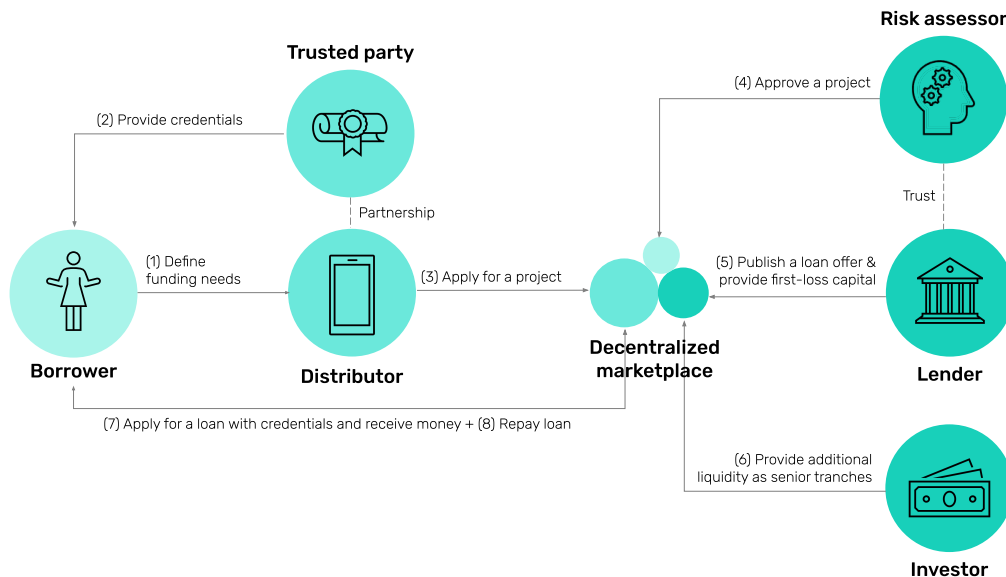 Risk assessor
Trusted party
(4) Approve a project
(2) Provide credentials
Trust
Partnership
(1) Define
funding needs
(3) Apply for a project
(5) Publish a loan offer &
provide first-loss capital
Decentralized
marketplace
Borrower
Distributor
Lender
(7) Apply for a loan with credentials and receive money + (8) Repay loan
(6) Provide additional
liquidity as senior tranches
Investor